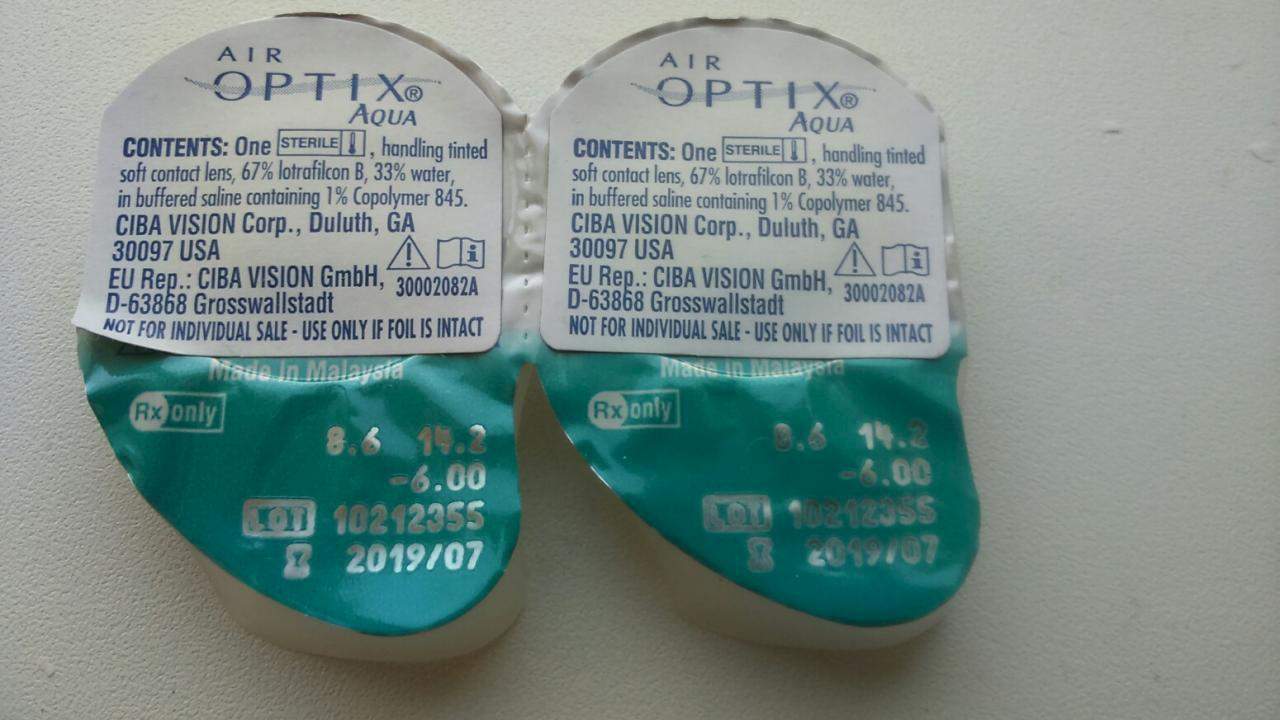 AIR
OPTIX®
AQUA
CONTENTS: One STERILE, handling tinted
soft contact lens, 67% lotrafilcon B, 33% water,
in buffered saline containing 1% Copolymer 845.
CIBA VISION Corp., Duluth, GA
30097 USA
EU Rep.: CIBA VISION GmbH, 30002082A
D-63868 Grosswallstadt
NOT FOR INDIVIDUAL SALE - USE ONLY IF FOIL IS INTACT
Made in Malaysia
Rx only
8.6 14.2
-6.00
LOT 10212355
2019/07
AIR
OPTIX®
AQUA
CONTENTS: One STERILE, handling tinted
soft contact lens, 67% lotrafilcon B, 33% water,
in buffered saline containing 1% Copolymer 845.
CIBA VISION Corp., Duluth, GA
30097 USA
EU Rep.: CIBA VISION GmbH, 30002082A
D-63868 Grosswallstadt
NOT FOR INDIVIDUAL SALE - USE ONLY IF FOIL IS INTACT
Made in Malaysia
Rx only
8.6 14.2
-6.00
LOT 10212355
2019/07